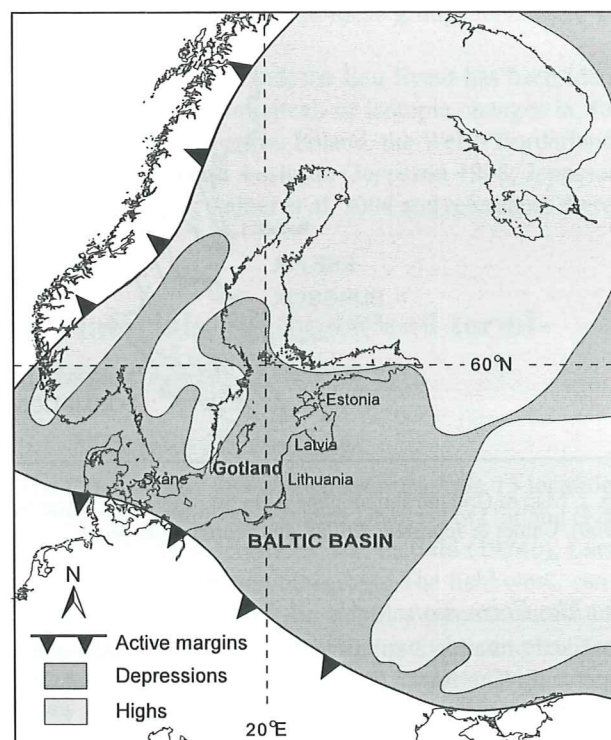 60°N
Estonia
Latvia
Skåne
Gotland
Lithuania
BALTIC BASIN
N
Active margins
Depressions
Highs
20°E